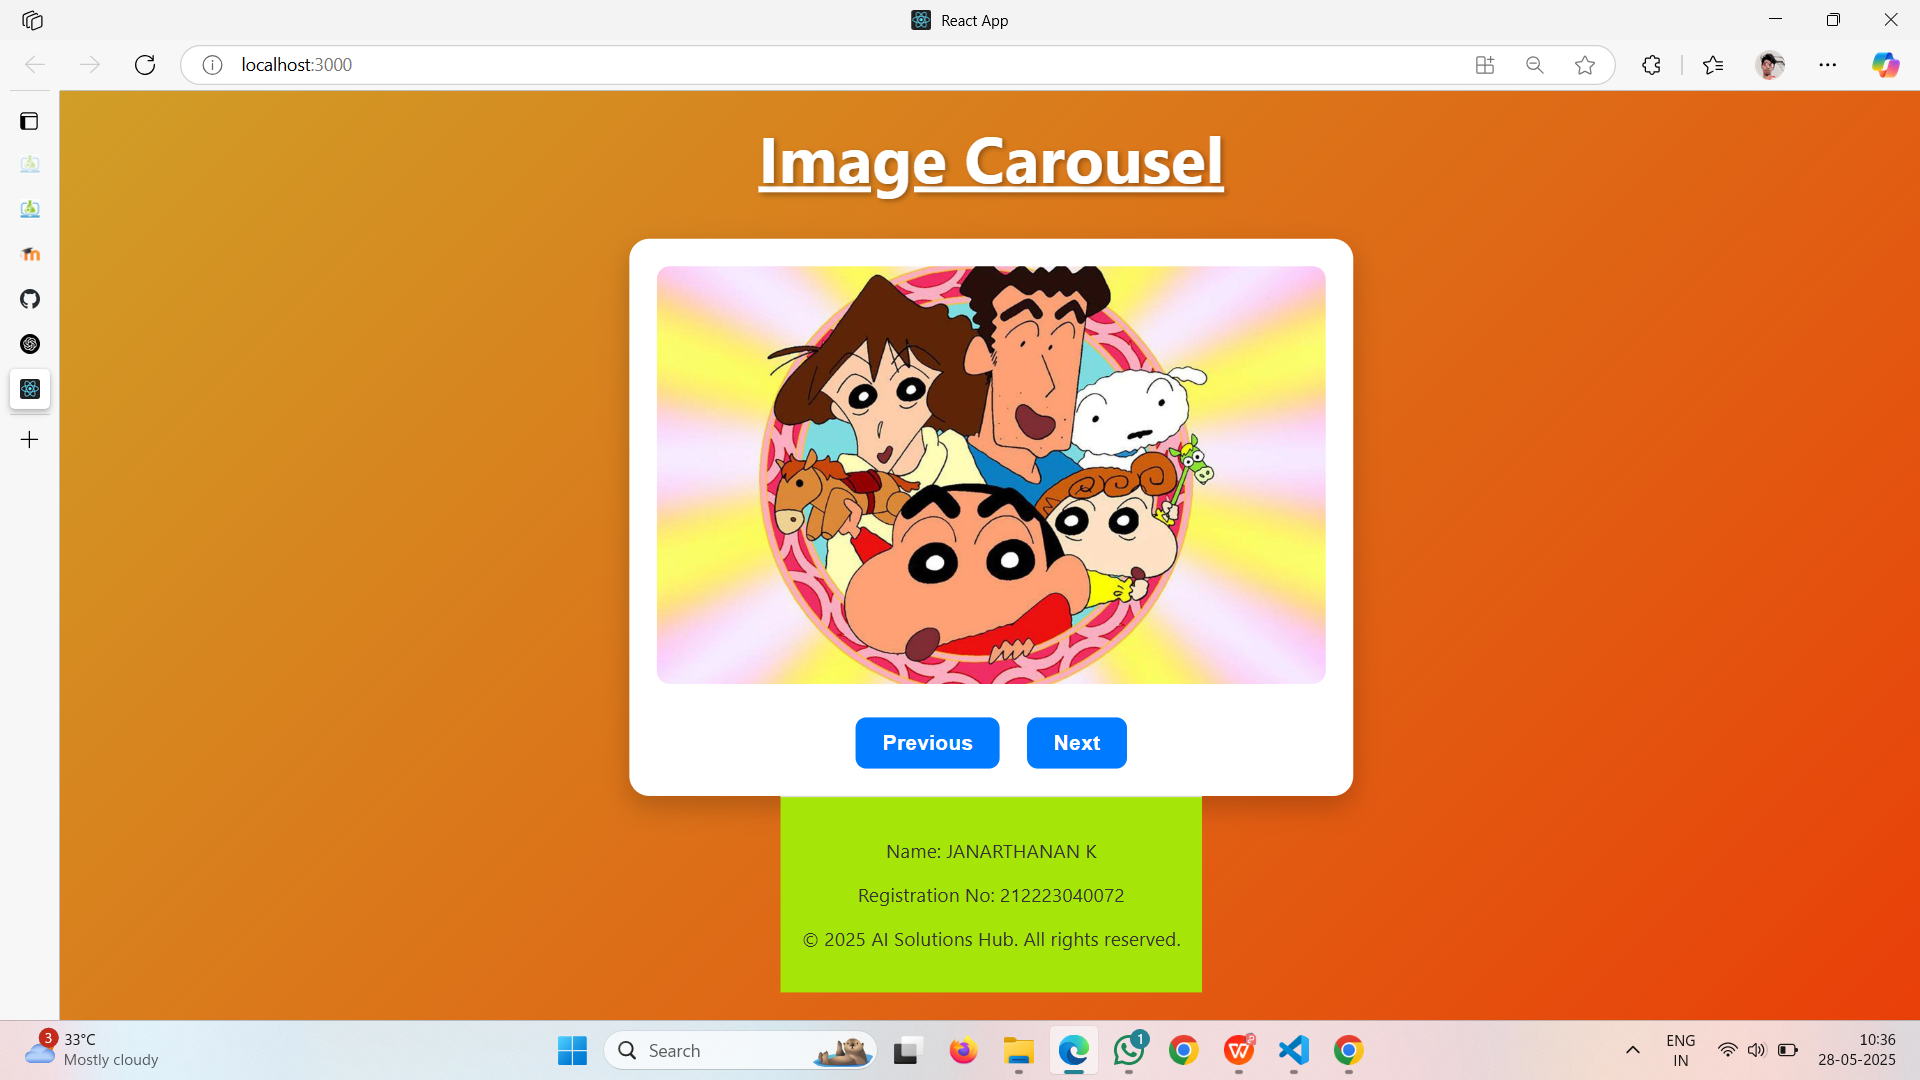 React App
localhost:3000
Image Carousel
Previous
Next
Name: JANARTHANAN K
Registration No: 212223040072
© 2025 AI Solutions Hub. All rights reserved.
3
33°C
Mostly cloudy
Search
1
ENG
IN
10:36
28-05-2025